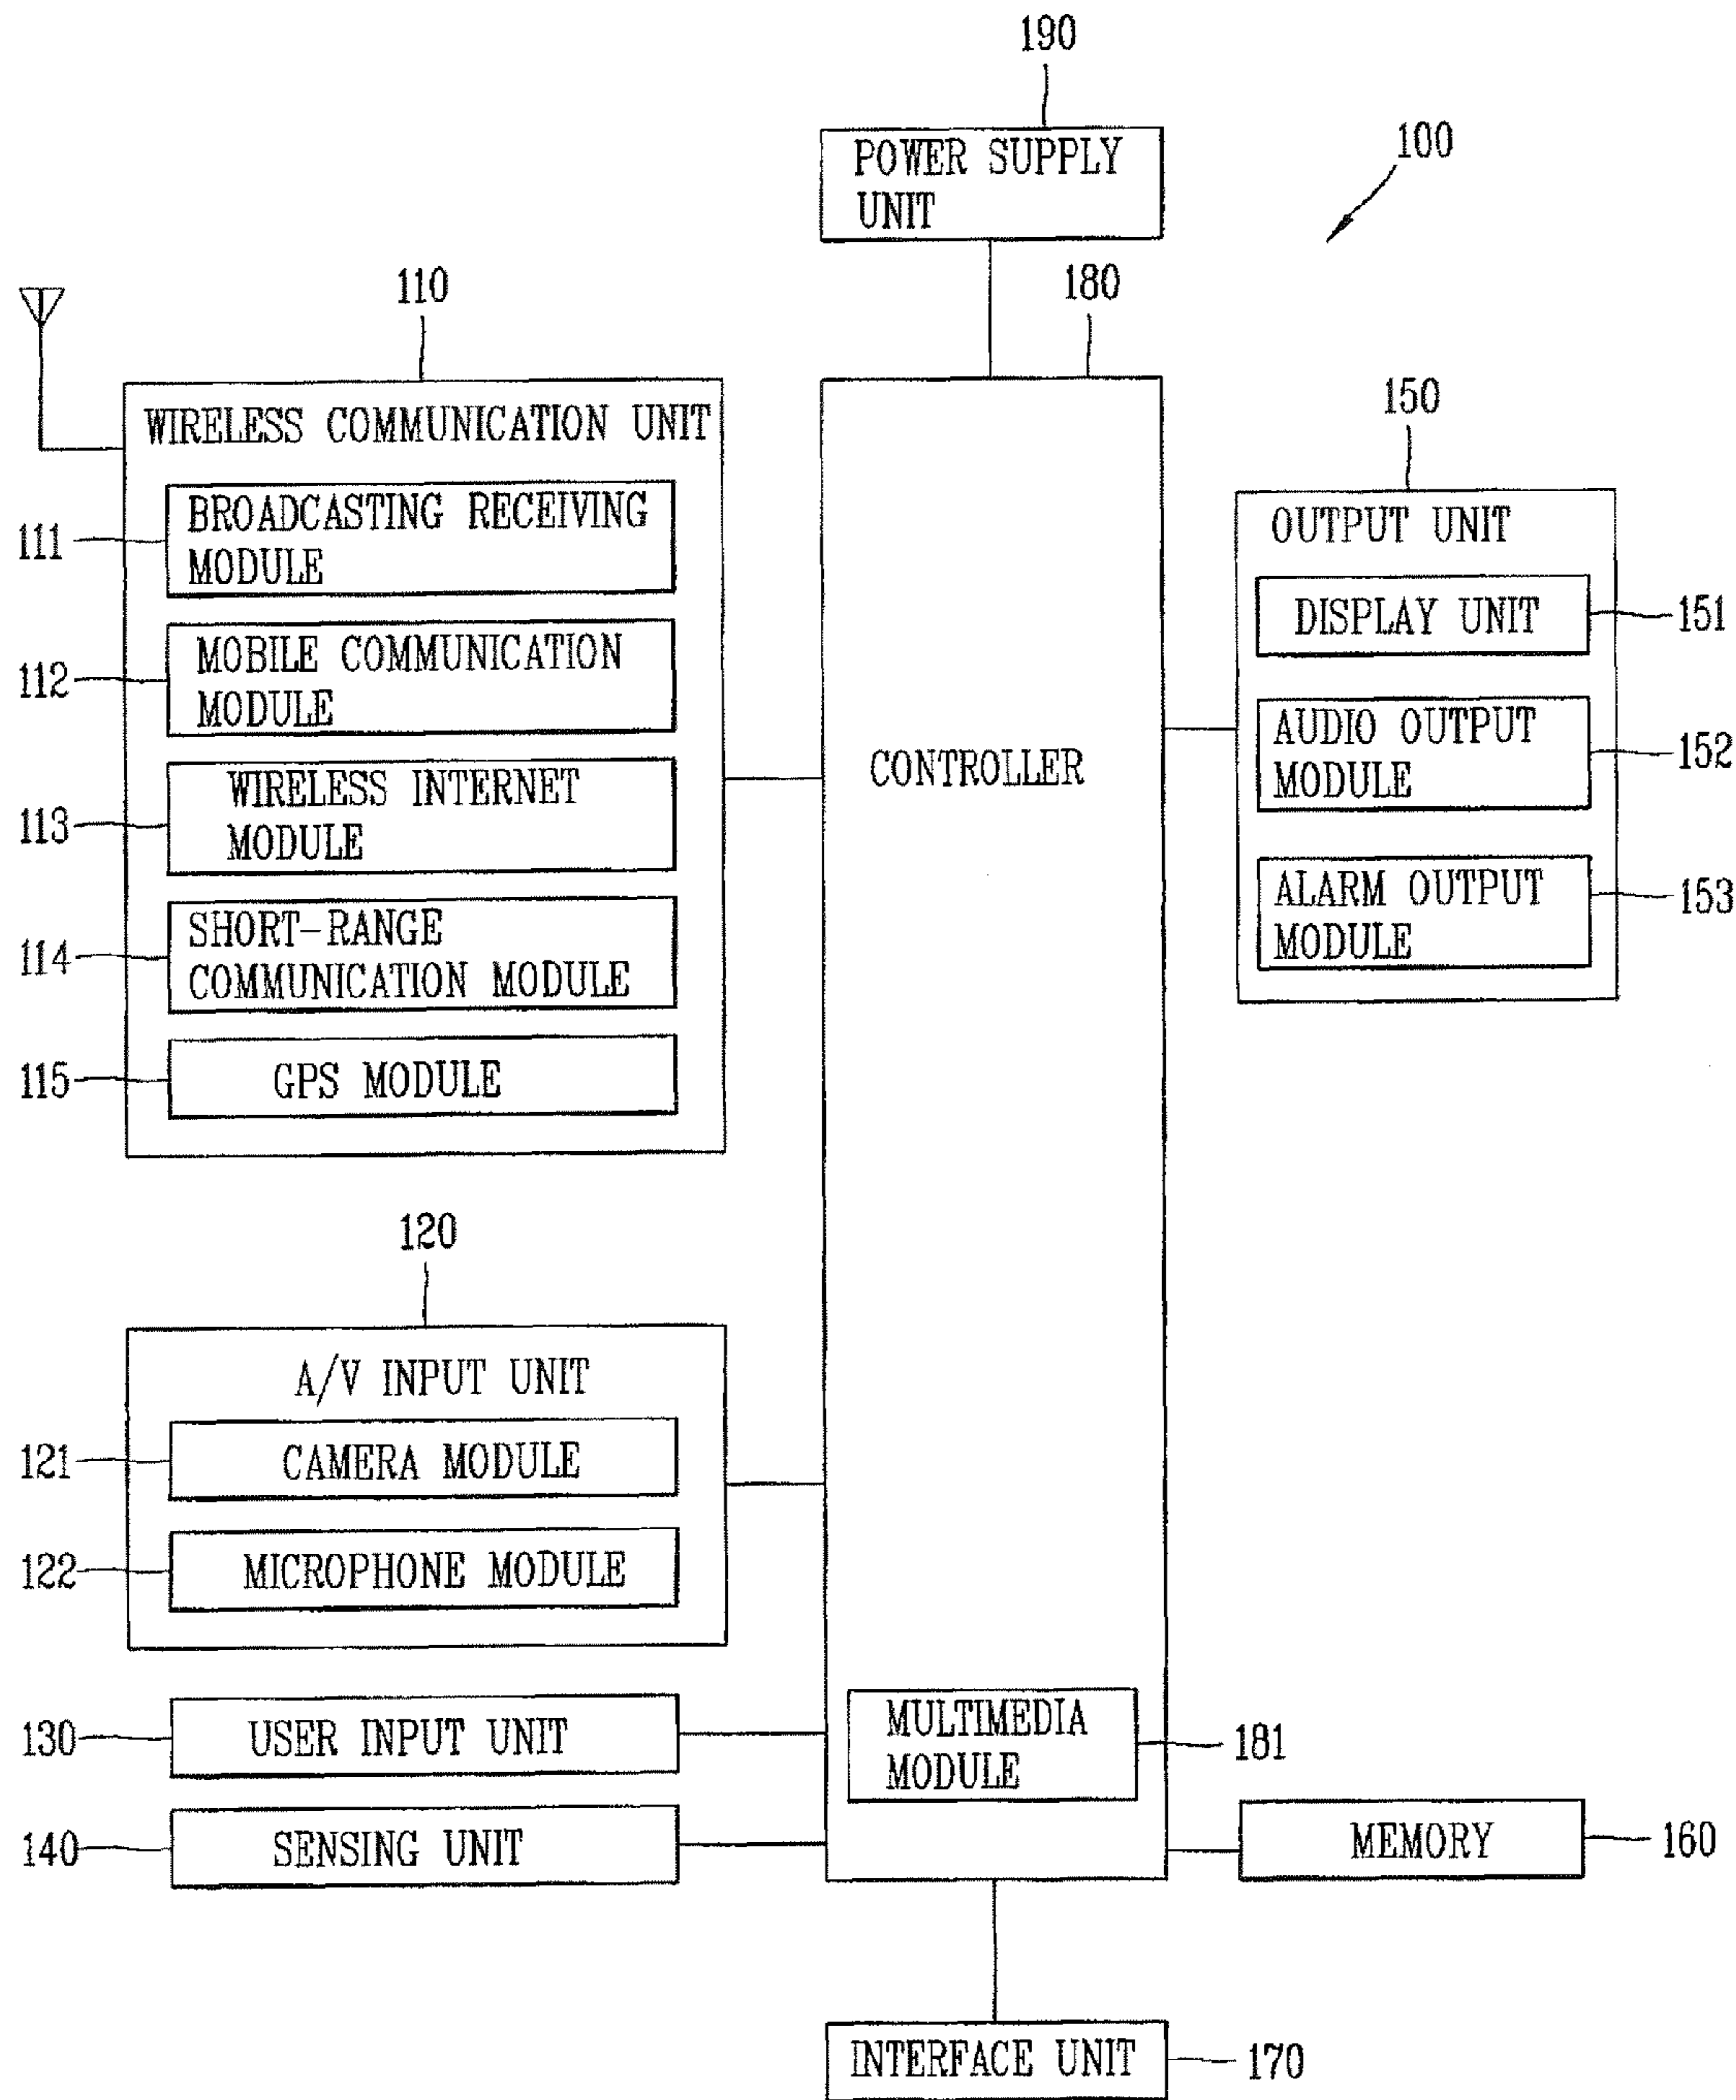 190
POWER SUPPLY
UNIT
100
110
180
WIRELESS COMMUNICATION UNIT
111
BROADCASTING RECEIVING
MODULE
112
MOBILE COMMUNICATION
MODULE
113
WIRELESS INTERNET
MODULE
114
SHORT-RANGE
COMMUNICATION MODULE
115
GPS MODULE
CONTROLLER
150
OUTPUT UNIT
DISPLAY UNIT
151
AUDIO OUTPUT
MODULE
152
ALARM OUTPUT
MODULE
153
120
A/V INPUT UNIT
121
CAMERA MODULE
122
MICROPHONE MODULE
130
USER INPUT UNIT
MULTIMEDIA
MODULE
181
140
SENSING UNIT
MEMORY
160
INTERFACE UNIT
170